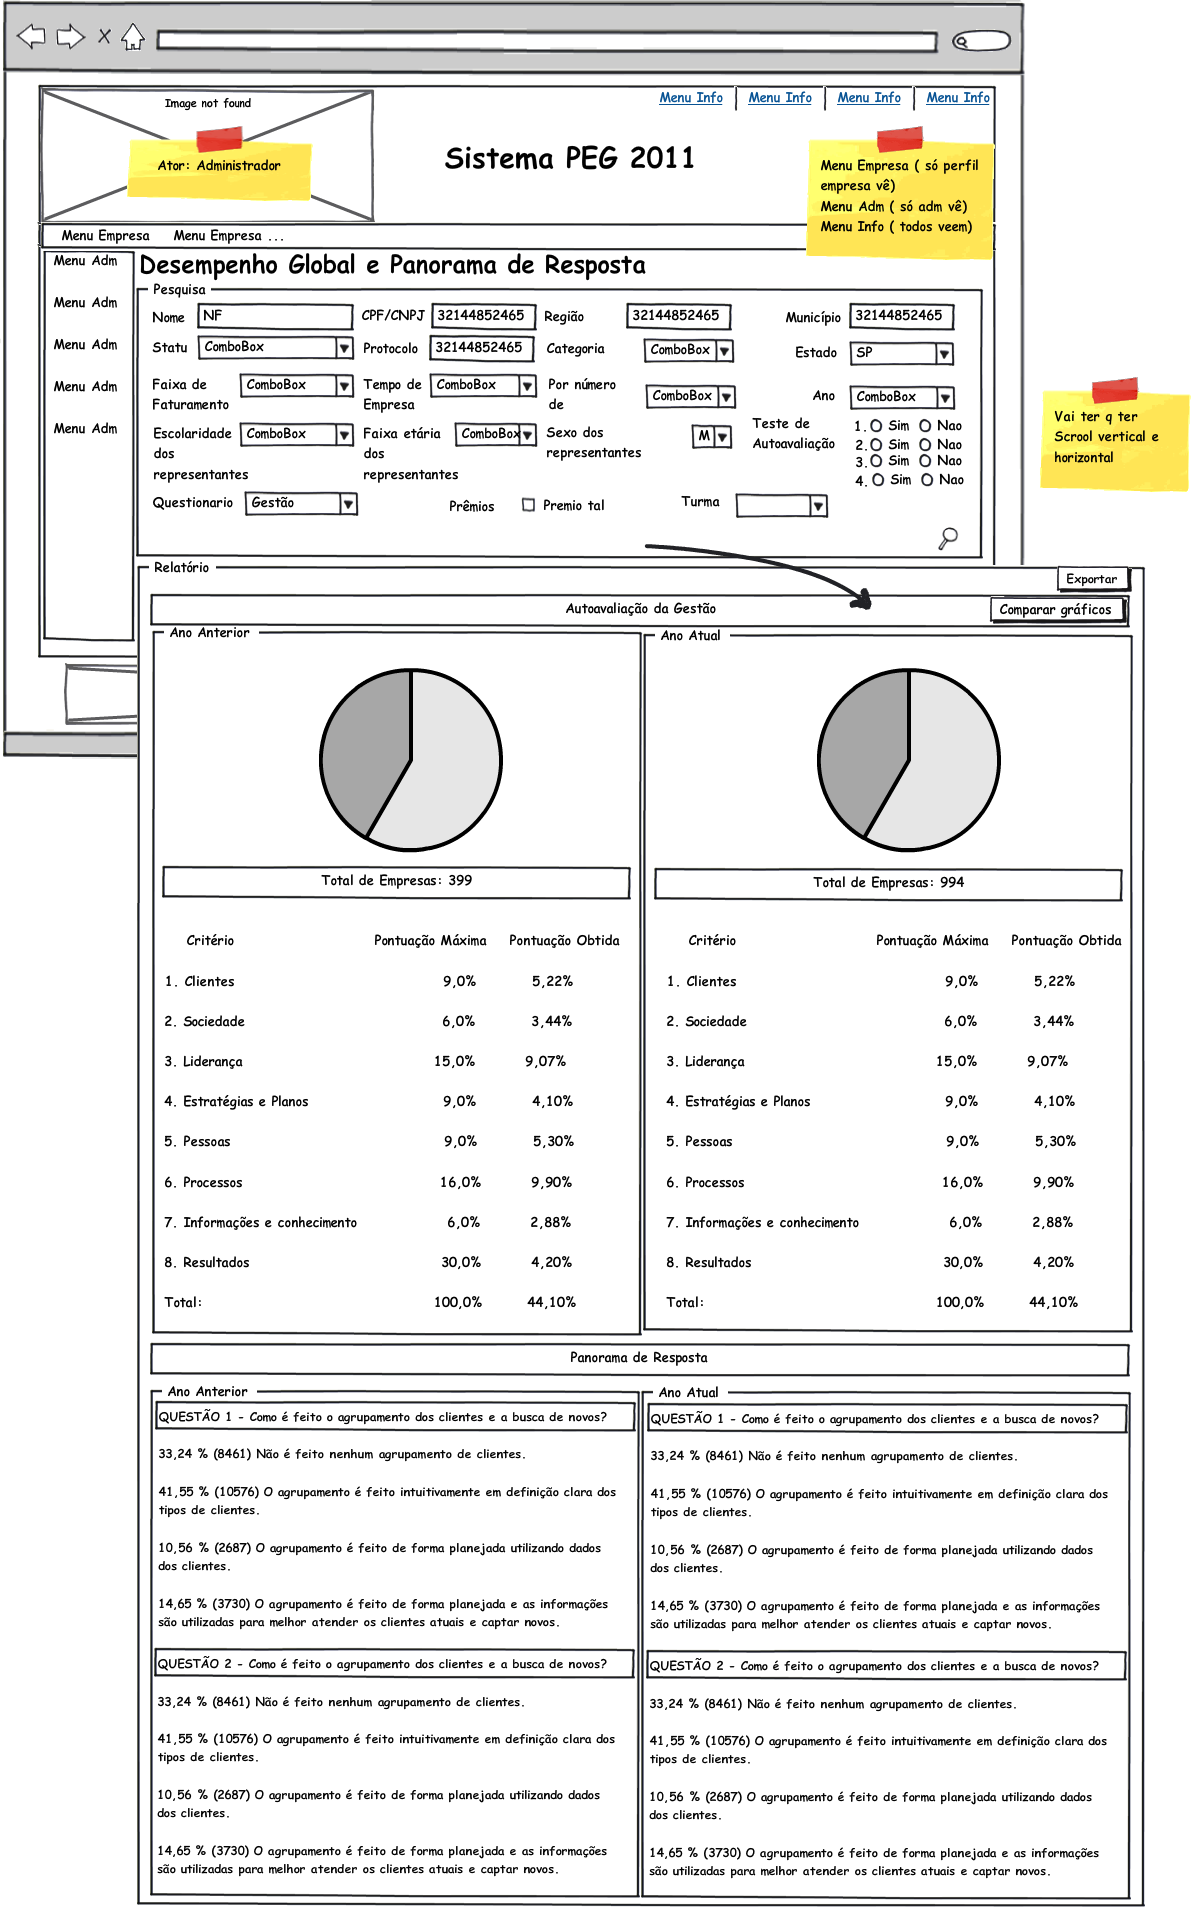 Image not found
Ator: Administrador
Sistema PEG 2011
Menu Info
Menu Info
Menu Info
Menu Info
Menu Empresa ( só perfil
empresa vê)
Menu Adm ( só adm vê)
Menu Info ( todos veem)
Menu Empresa
Menu Empresa ...
Menu Adm
Menu Adm
Menu Adm
Menu Adm
Menu Adm
Desempenho Global e Panorama de Resposta
Pesquisa
Nome NF CPF/CNPJ 32144852465 Região 32144852465 Município 32144852465
Statu ComboBox Protocolo 32144852465 Categoria ComboBox Estado SP
Faixa de
Faturamento
ComboBox
Tempo de
Empresa
ComboBox
Por número
de
ComboBox
Ano ComboBox
Escolaridade
dos
representantes
ComboBox
Faixa etária
dos
representantes
ComboBox
Sexo dos
representantes
M
Teste de
Autoavaliação
1. Sim Nao
2. Sim Nao
3. Sim Nao
4. Sim Nao
Questionario Gestão Prêmios Premio tal Turma
Vai ter q ter
Scrool vertical e
horizontal
Relatório
Exportar
Autoavaliação da Gestão
Comparar gráficos
Ano Anterior
Total de Empresas: 399
Critério Pontuação Máxima Pontuação Obtida
1. Clientes 9,0% 5,22%
2. Sociedade 6,0% 3,44%
3. Liderança 15,0% 9,07%
4. Estratégias e Planos 9,0% 4,10%
5. Pessoas 9,0% 5,30%
6. Processos 16,0% 9,90%
7. Informações e conhecimento 6,0% 2,88%
8. Resultados 30,0% 4,20%
Total: 100,0% 44,10%
Ano Atual
Total de Empresas: 994
Critério Pontuação Máxima Pontuação Obtida
1. Clientes 9,0% 5,22%
2. Sociedade 6,0% 3,44%
3. Liderança 15,0% 9,07%
4. Estratégias e Planos 9,0% 4,10%
5. Pessoas 9,0% 5,30%
6. Processos 16,0% 9,90%
7. Informações e conhecimento 6,0% 2,88%
8. Resultados 30,0% 4,20%
Total: 100,0% 44,10%
Panorama de Resposta
Ano Anterior
QUESTÃO 1 - Como é feito o agrupamento dos clientes e a busca de novos?
33,24 % (8461) Não é feito nenhum agrupamento de clientes.
41,55 % (10576) O agrupamento é feito intuitivamente em definição clara dos
tipos de clientes.
10,56 % (2687) O agrupamento é feito de forma planejada utilizando dados
dos clientes.
14,65 % (3730) O agrupamento é feito de forma planejada e as informações
são utilizadas para melhor atender os clientes atuais e captar novos.
QUESTÃO 2 - Como é feito o agrupamento dos clientes e a busca de novos?
33,24 % (8461) Não é feito nenhum agrupamento de clientes.
41,55 % (10576) O agrupamento é feito intuitivamente em definição clara dos
tipos de clientes.
10,56 % (2687) O agrupamento é feito de forma planejada utilizando dados
dos clientes.
14,65 % (3730) O agrupamento é feito de forma planejada e as informações
são utilizadas para melhor atender os clientes atuais e captar novos.
Ano Atual
QUESTÃO 1 - Como é feito o agrupamento dos clientes e a busca de novos?
33,24 % (8461) Não é feito nenhum agrupamento de clientes.
41,55 % (10576) O agrupamento é feito intuitivamente em definição clara dos
tipos de clientes.
10,56 % (2687) O agrupamento é feito de forma planejada utilizando dados
dos clientes.
14,65 % (3730) O agrupamento é feito de forma planejada e as informações
são utilizadas para melhor atender os clientes atuais e captar novos.
QUESTÃO 2 - Como é feito o agrupamento dos clientes e a busca de novos?
33,24 % (8461) Não é feito nenhum agrupamento de clientes.
41,55 % (10576) O agrupamento é feito intuitivamente em definição clara dos
tipos de clientes.
10,56 % (2687) O agrupamento é feito de forma planejada utilizando dados
dos clientes.
14,65 % (3730) O agrupamento é feito de forma planejada e as informações
são utilizadas para melhor atender os clientes atuais e captar novos.